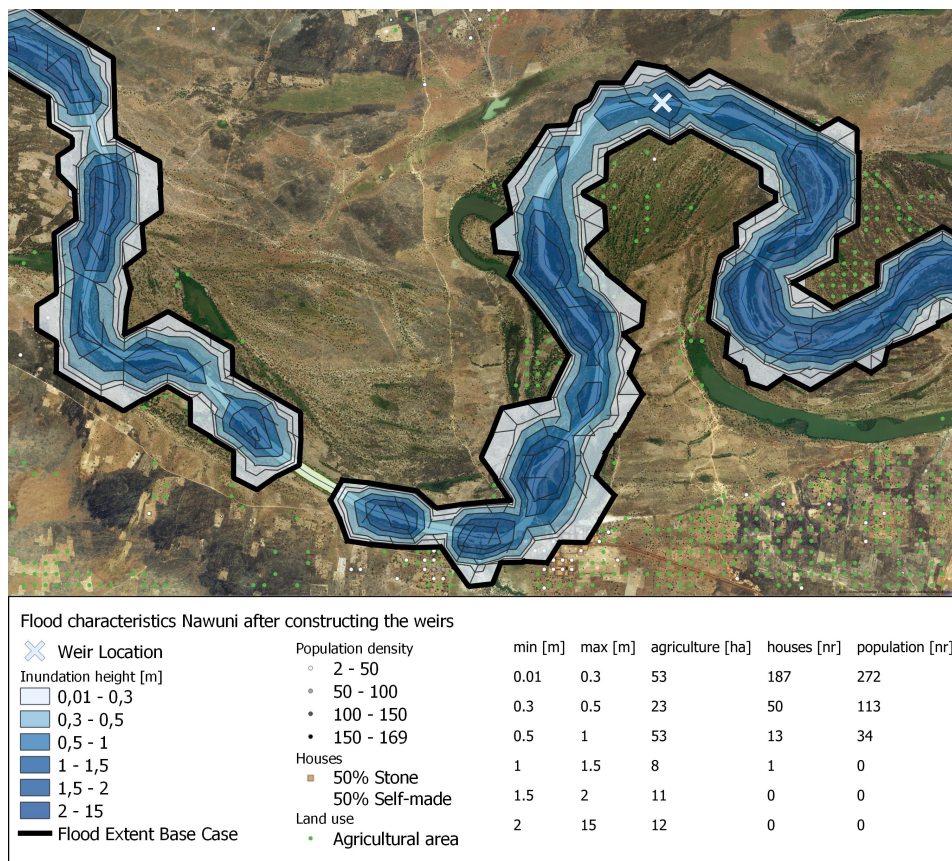 Flood characteristics Nawuni after constructing the weirs
Weir Location
Inundation height [m]
0,01 - 0,3
0,3 - 0,5
0,5 - 1
1 - 1,5
1,5 - 2
2 - 15
Flood Extent Base Case
Population density
2 - 50
50 - 100
100 - 150
150 - 169
Houses
50% Stone
50% Self-made
Land use
Agricultural area
min [m] max [m] agriculture [ha] houses [nr] population [nr]
0.01 0.3 53 187 272
0.3 0.5 23 50 113
0.5 1 53 13 34
1 1.5 8 1 0
1.5 2 11 0 0
2 15 12 0 0